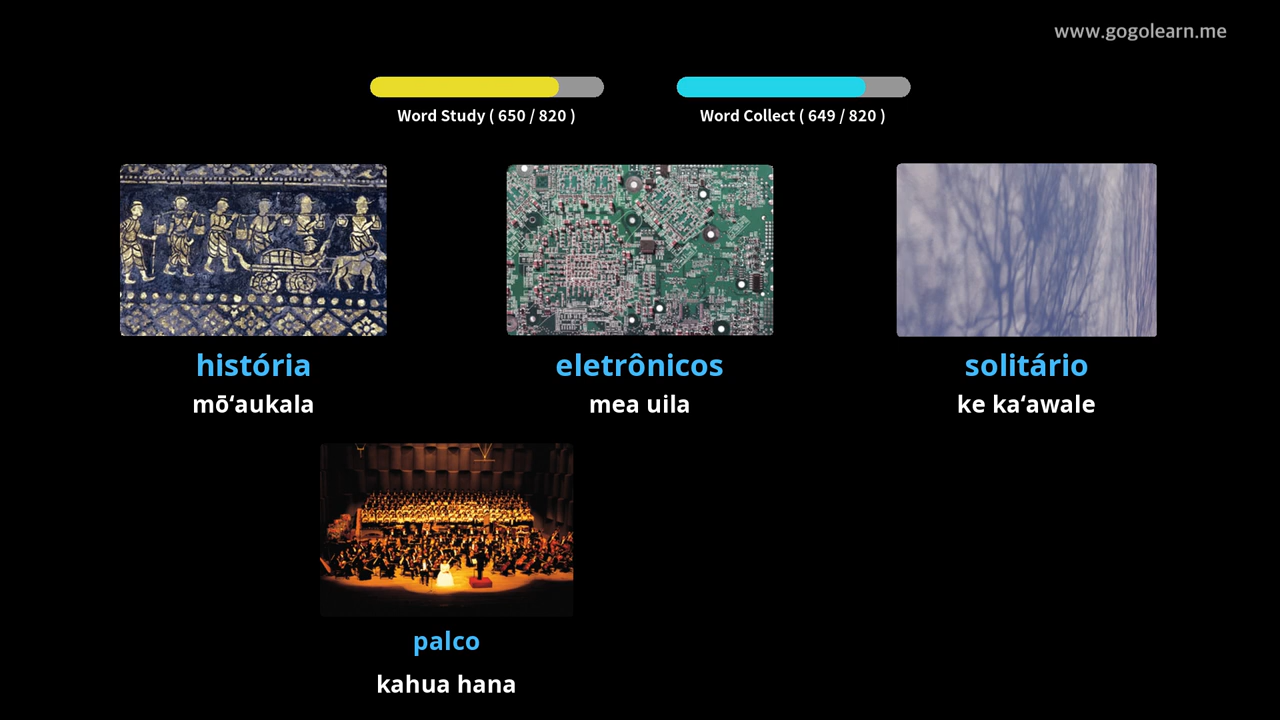 www.gogolearn.me
Word Study ( 650 / 820 )
Word Collect ( 649 / 820 )
história
moʻaukala
eletrônicos
mea uila
solitário
ke kaʻawale
palco
kahua hana